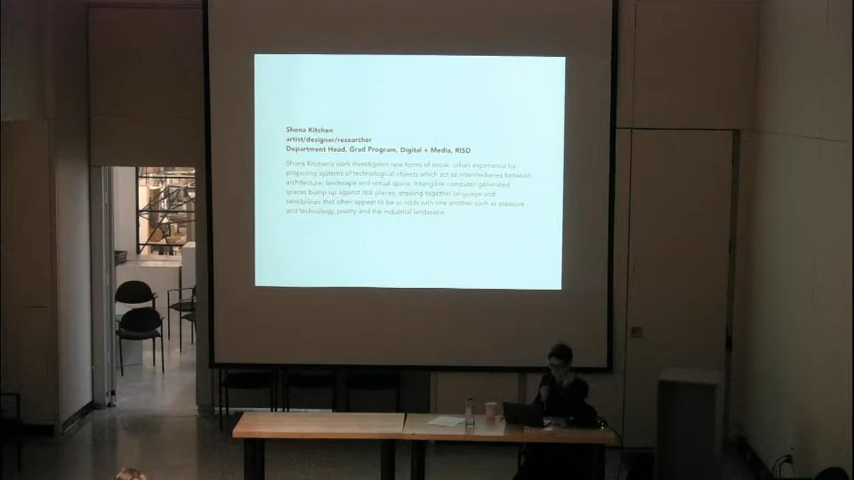 Shona Kitchen
artist/designer/researcher
Department Head, Grad Program, Digital + Media, RISD
Shona Kitchen's work investigates new forms of social, urban experience by
proposing systems of technological objects which act as intermediaries between
architecture, landscape and virtual space. Intangible computer generated
spaces bump up against real places, drawing together language and
sensibilities that often appear to be at odds with one another such as pleasure
and technology, poetry and the industrial landscape.